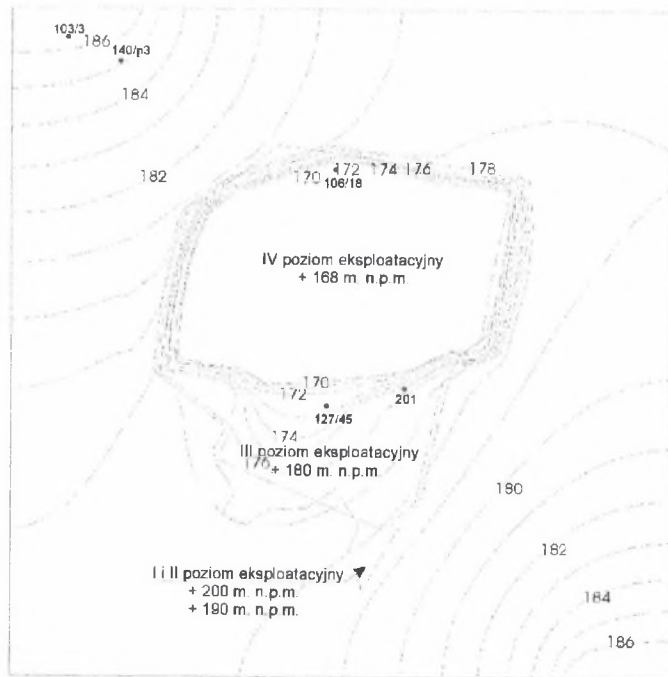 103/3
186
140/p3
184
182
170 172 174 176 178
106/18
IV poziom eksploatacyjny
+ 168 m. n.p.m.
170
172
201
127/45
174
III poziom eksploatacyjny
176
+ 180 m. n.p.m.
180
182
I i II poziom eksploatacyjny
+ 200 m. n.p.m.
+ 190 m. n.p.m.
184
186